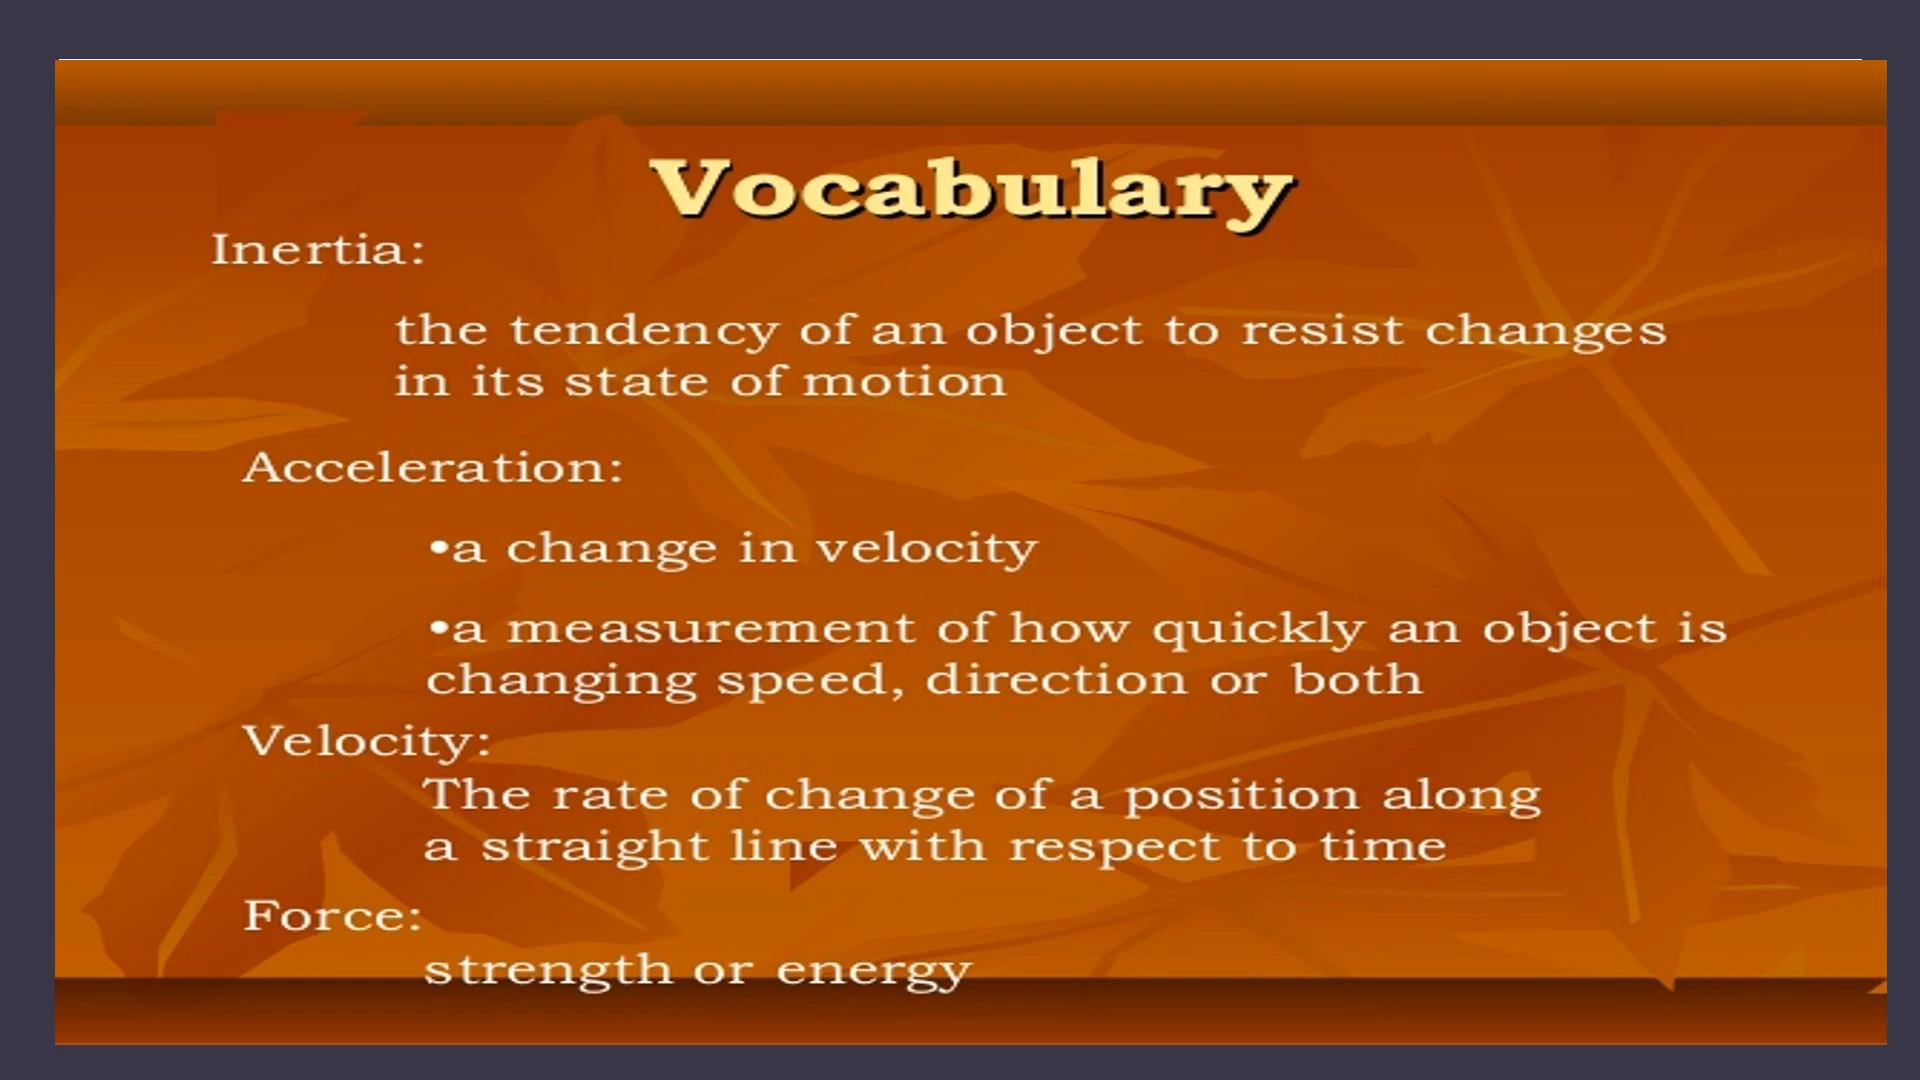 Vocabulary
Inertia:
the tendency of an object to resist changes
in its state of motion
Acceleration:
•a change in velocity
•a measurement of how quickly an object is
changing speed, direction or both
Velocity:
The rate of change of a position along
a straight line with respect to time
Force:
strength or energy